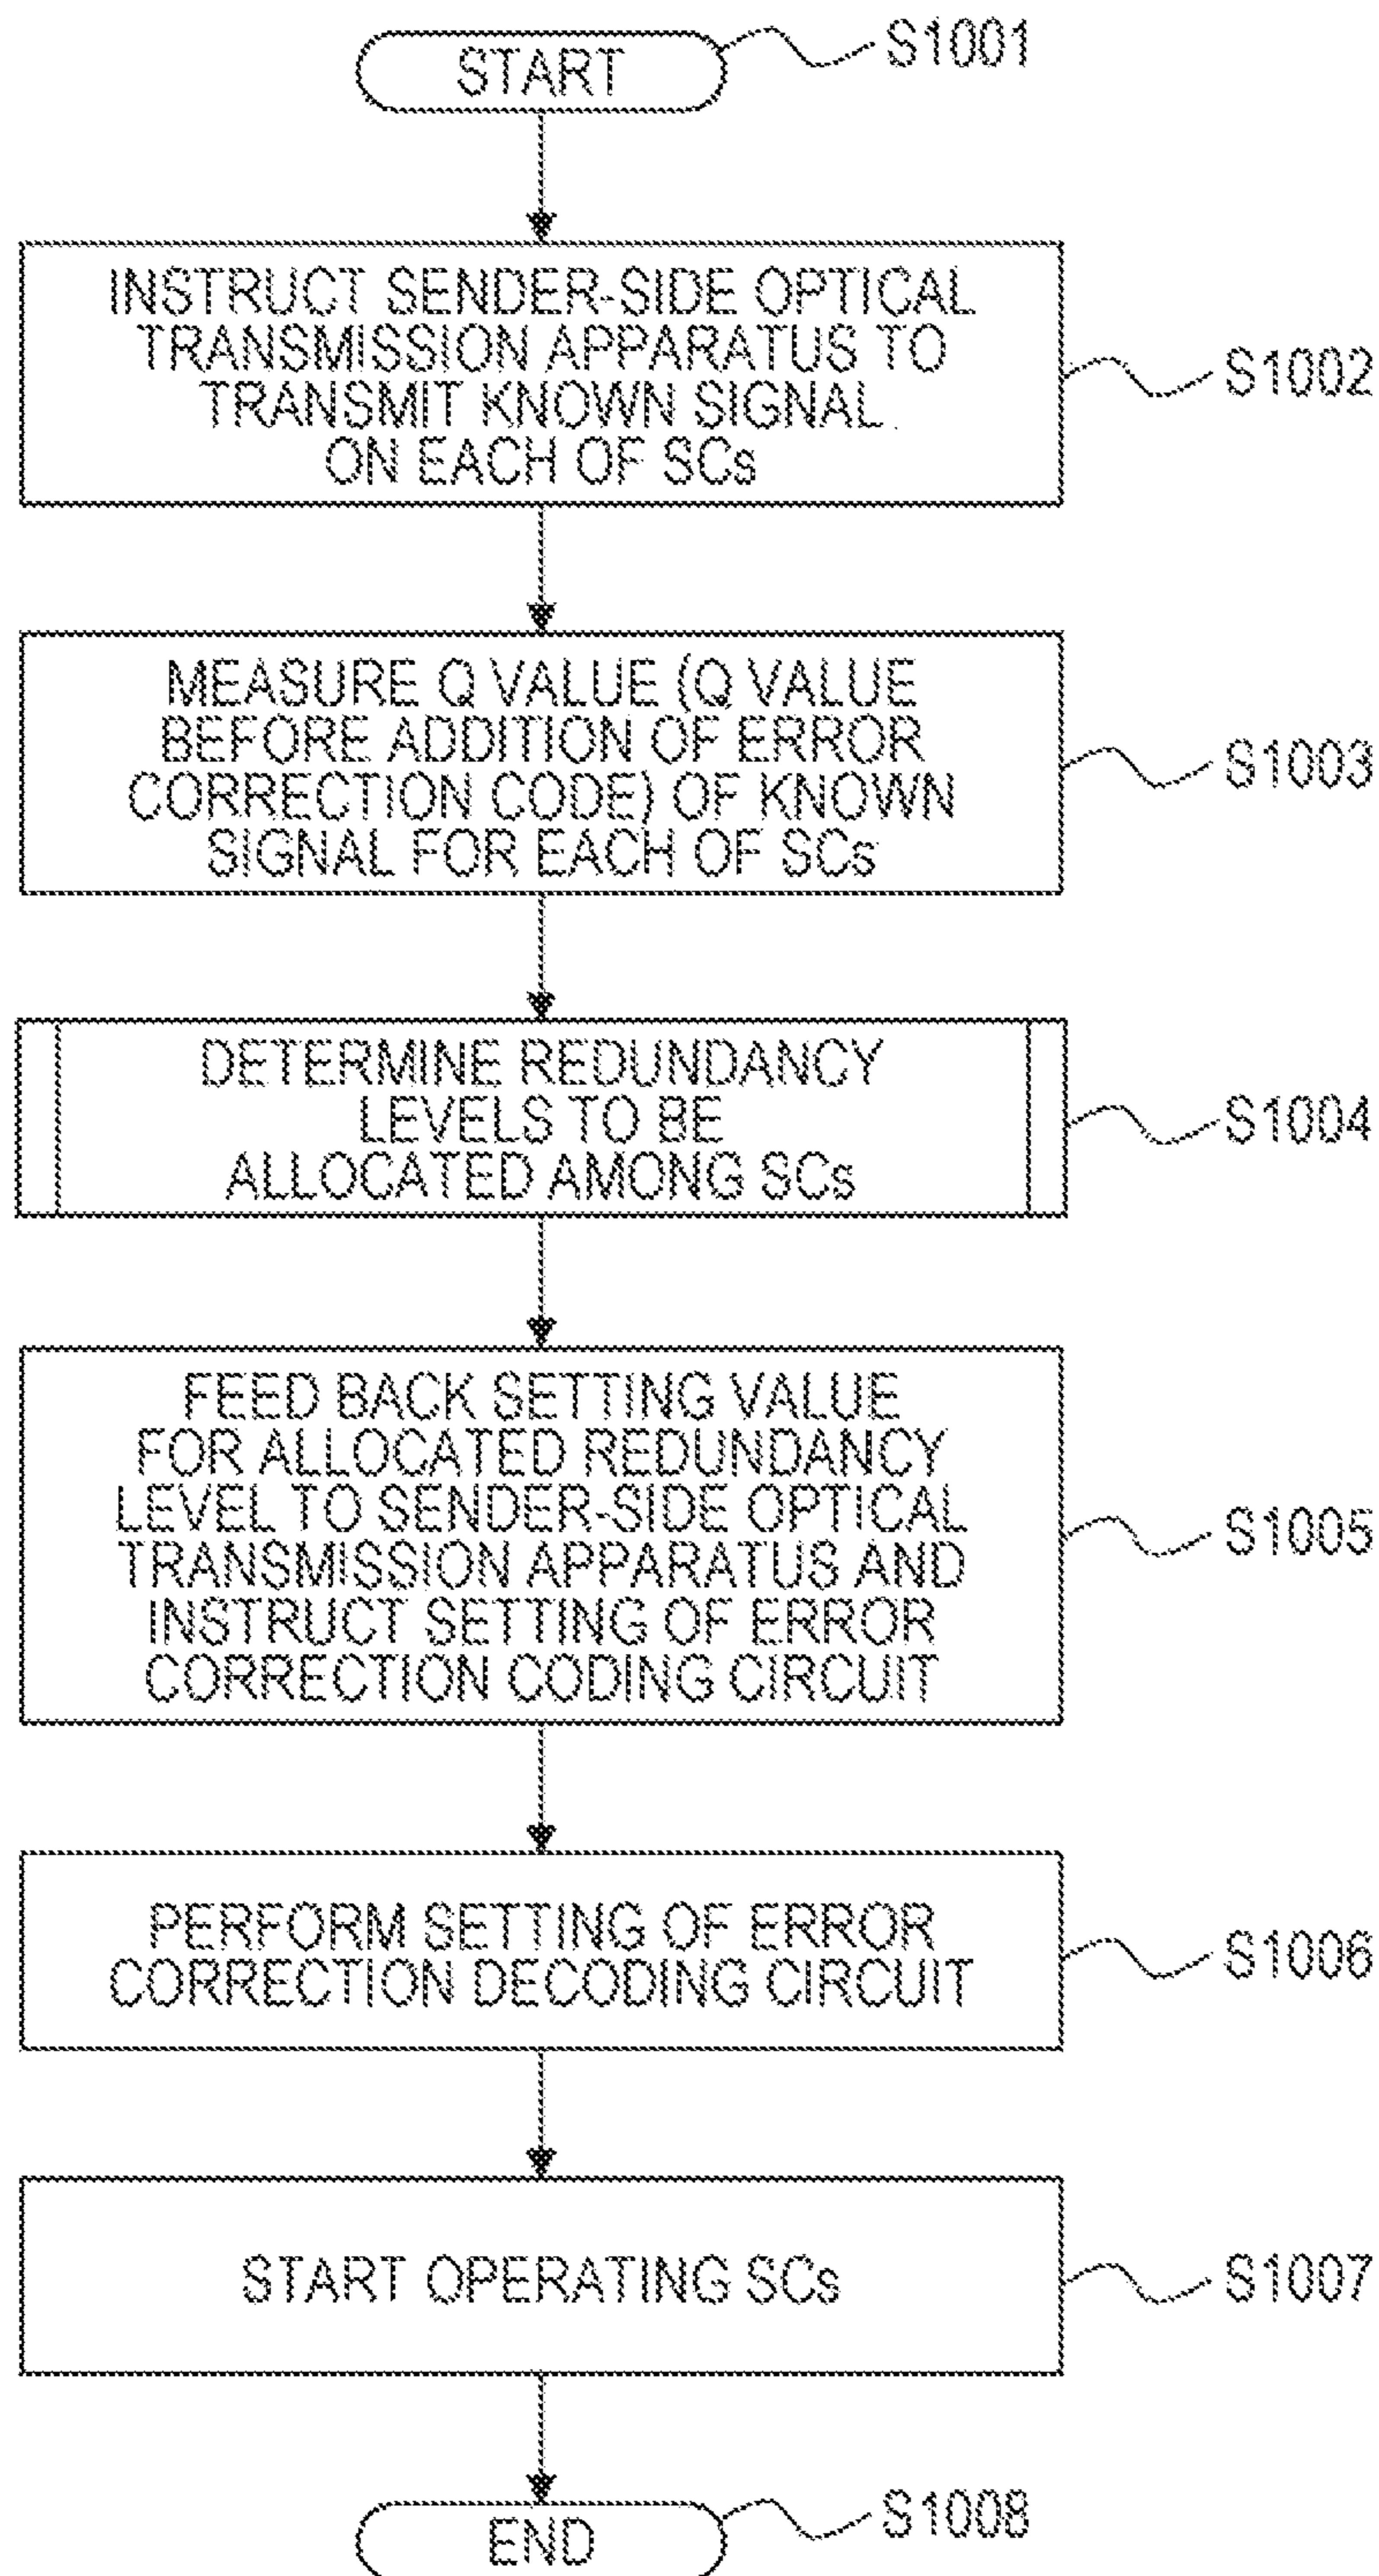 START
S1001
INSTRUCT SENDER-SIDE OPTICAL
TRANSMISSION APPARATUS TO
TRANSMIT KNOWN SIGNAL
ON EACH OF SCs
S1002
MEASURE Q VALUE (Q VALUE
BEFORE ADDITION OF ERROR
CORRECTION CODE) OF KNOWN
SIGNAL FOR EACH OF SCs
S1003
DETERMINE REDUNDANCY
LEVELS TO BE
ALLOCATED AMONG SCs
S1004
FEED BACK SETTING VALUE
FOR ALLOCATED REDUNDANCY
LEVEL TO SENDER-SIDE OPTICAL
TRANSMISSION APPARATUS AND
INSTRUCT SETTING OF ERROR
CORRECTION CODING CIRCUIT
S1005
PERFORM SETTING OF ERROR
CORRECTION DECODING CIRCUIT
S1006
START OPERATING SCs
S1007
END
S1008